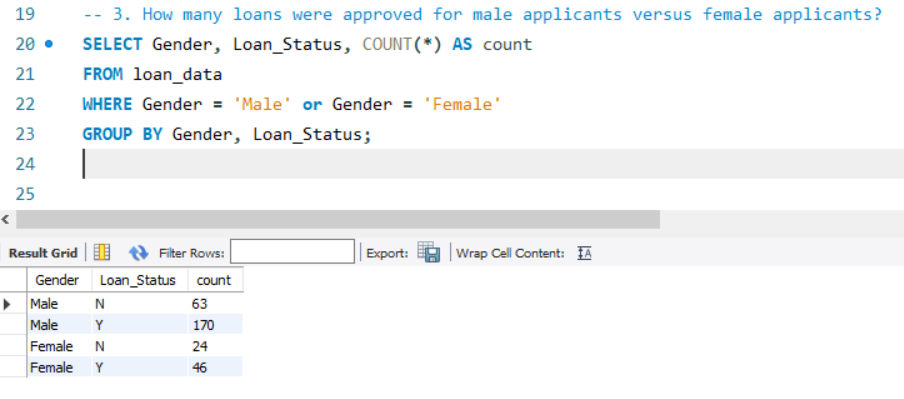 19 -- 3. How many loans were approved for male applicants versus female applicants?
20 SELECT Gender, Loan_Status, COUNT(*) AS count
21 FROM loan_data
22 WHERE Gender = 'Male' or Gender = 'Female'
23 GROUP BY Gender, Loan_Status;
24
25
Result Grid Filter Rows: Export: Wrap Cell Content: IA
Gender Loan_Status count
Male N 63
Male Y 170
Female N 24
Female Y 46